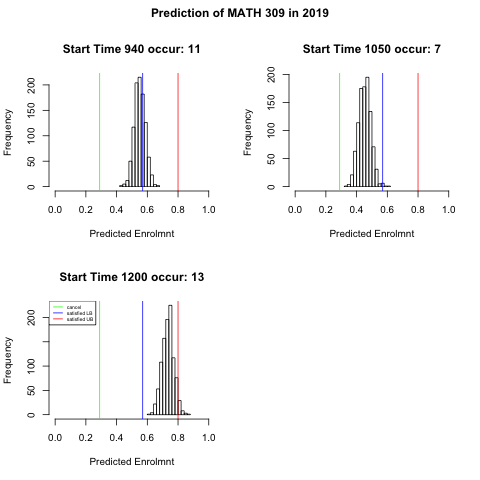 Prediction of MATH 309 in 2019
Start Time 940 occur: 11
Frequency
0 50 100 150 200
0.0 0.2 0.4 0.6 0.8 1.0
Predicted Enrolmnt
Start Time 1050 occur: 7
Frequency
0 50 100 150 200
0.0 0.2 0.4 0.6 0.8 1.0
Predicted Enrolmnt
Start Time 1200 occur: 13
cancel
satisfied LB
satisfied UB
Frequency
0 50 100 200
0.0 0.2 0.4 0.6 0.8 1.0
Predicted Enrolmnt